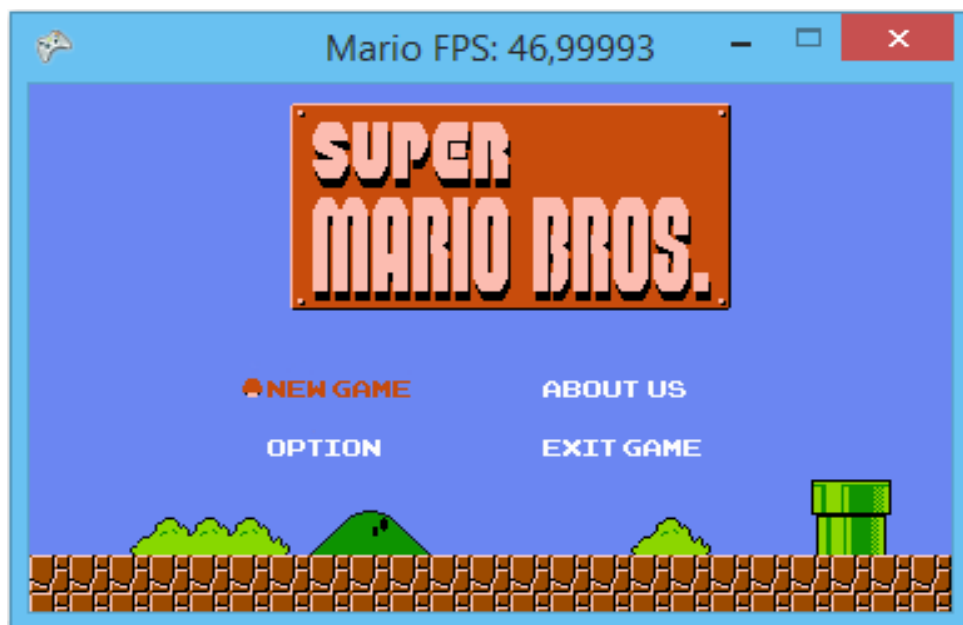 Mario FPS: 46,99993
SUPER
MARIO BROS.
NEW GAME ABOUT US
OPTION EXIT GAME